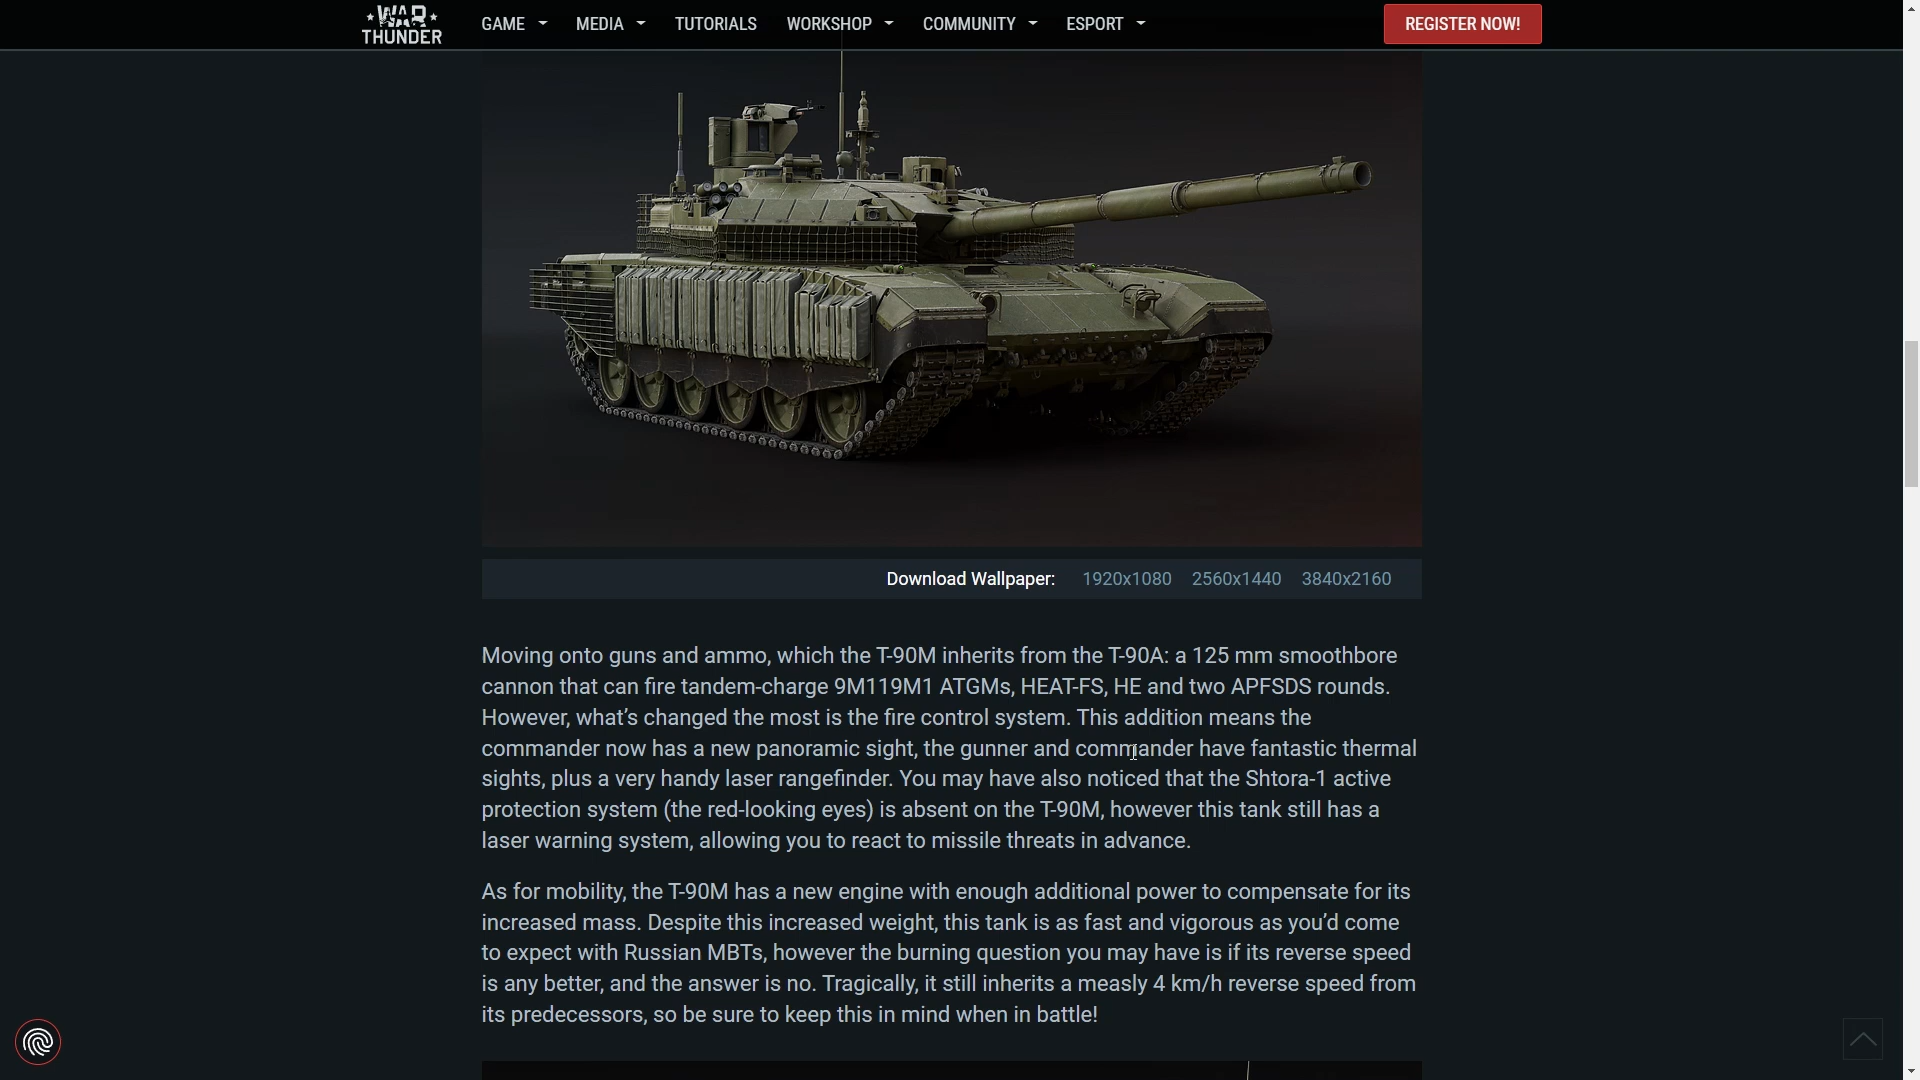 WAR
THUNDER
GAME
MEDIA
TUTORIALS
WORKSHOP
COMMUNITY
ESPORT
REGISTER NOW!
Download Wallpaper: 1920x1080 2560x1440 3840x2160
Moving onto guns and ammo, which the T-90M inherits from the T-90A: a 125 mm smoothbore
cannon that can fire tandem-charge 9M119M1 ATGMs, HEAT-FS, HE and two APFSDS rounds.
However, what’s changed the most is the fire control system. This addition means the
commander now has a new panoramic sight, the gunner and commander have fantastic thermal
sights, plus a very handy laser rangefinder. You may have also noticed that the Shtora-1 active
protection system (the red-looking eyes) is absent on the T-90M, however this tank still has a
laser warning system, allowing you to react to missile threats in advance.
As for mobility, the T-90M has a new engine with enough additional power to compensate for its
increased mass. Despite this increased weight, this tank is as fast and vigorous as you’d come
to expect with Russian MBTs, however the burning question you may have is if its reverse speed
is any better, and the answer is no. Tragically, it still inherits a measly 4 km/h reverse speed from
its predecessors, so be sure to keep this in mind when in battle!